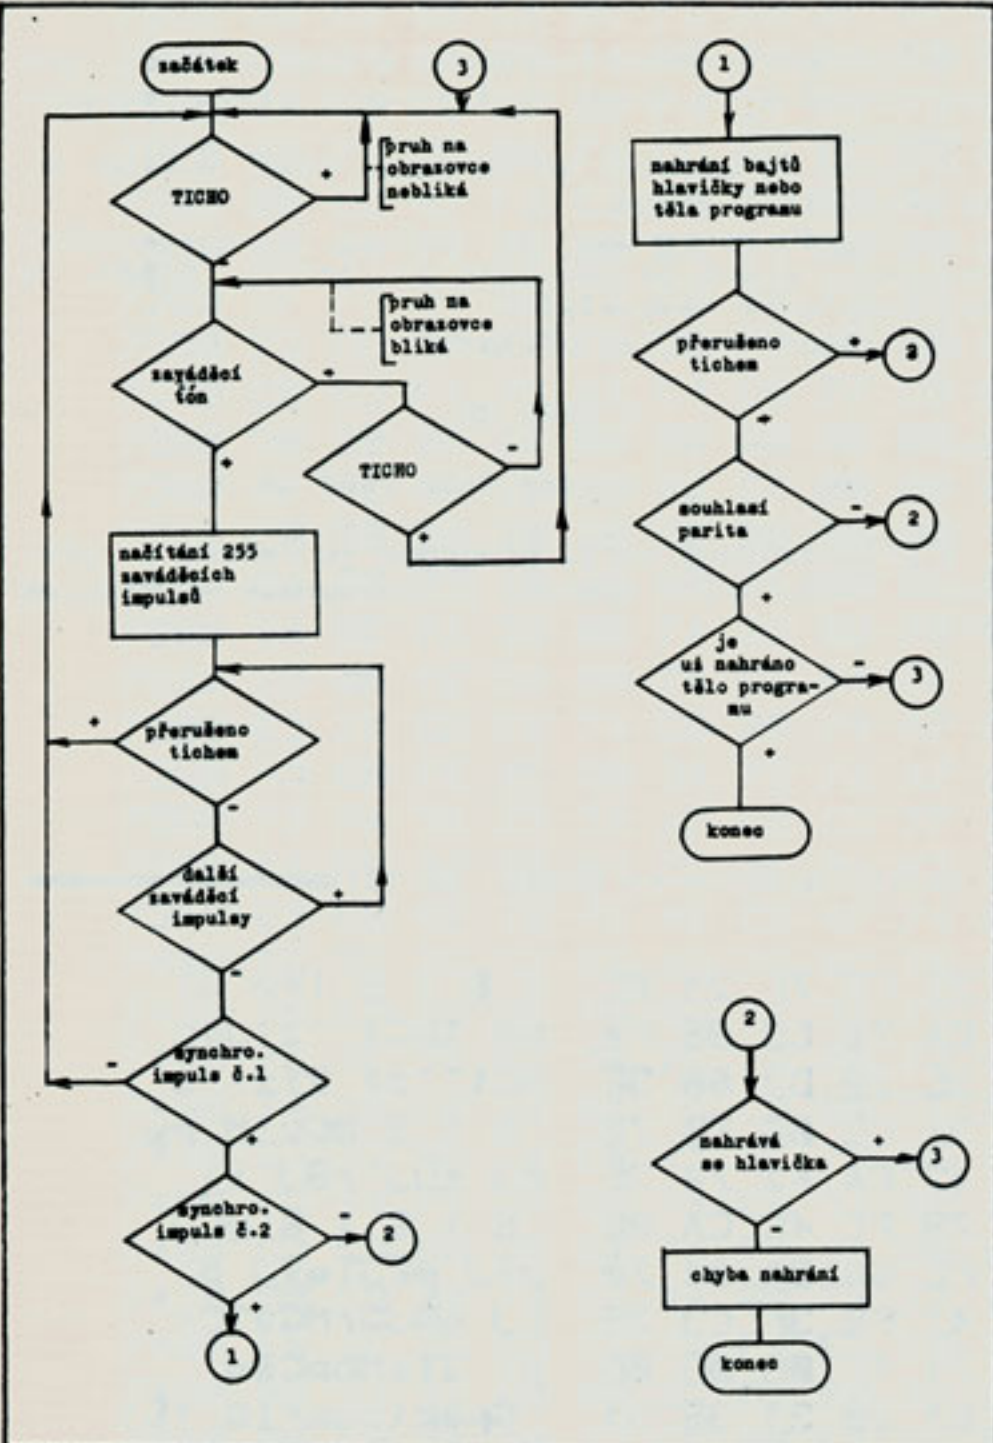 začátek
3
TICHO
+
pruh na
obrazovce
nebliká
-
pruh na
obrazovce
bliká
zaváděcí
tón
-
+
TICHO
-
+
načítání 255
zaváděcích
impulsů
přerušeno
tichem
+
-
další
zaváděcí
impulsy
+
-
synchro.
impuls č.1
-
+
synchro.
impuls č.2
-
2
+
1
1
nahrání bajtů
hlavičky nebo
těla programu
přerušeno
tichem
+
2
-
souhlasí
parita
-
2
+
je
už nahráno
tělo progra-
mu
-
3
+
konec
2
nahrává
se hlavička
+
3
-
chyba nahrání
konec